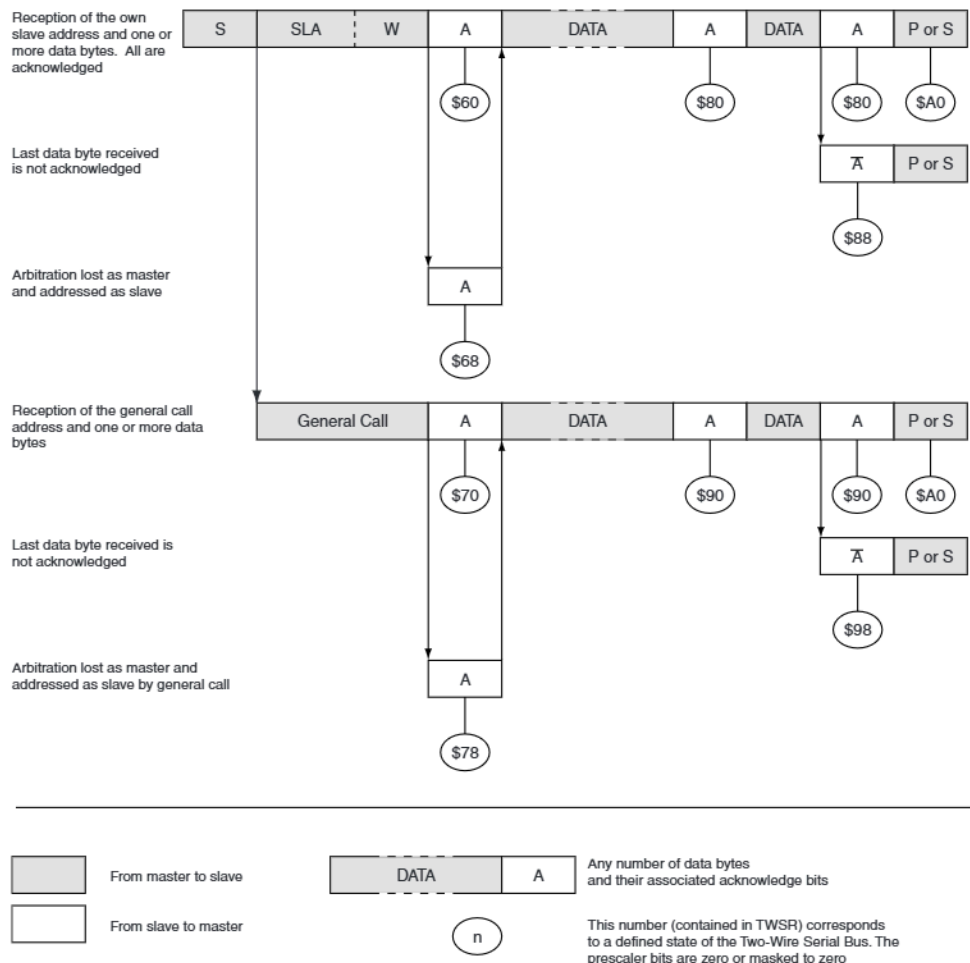 Reception of the own
slave address and one or
more data bytes. All are
acknowledged
S SLA W A DATA A DATA A P or S
$60 $80 $80 $A0
Last data byte received
is not acknowledged
A̅ P or S
$88
Arbitration lost as master
and addressed as slave
A
$68
Reception of the general call
address and one or more data
bytes
General Call A DATA A DATA A P or S
$70 $90 $90 $A0
Last data byte received is
not acknowledged
A̅ P or S
$98
Arbitration lost as master and
addressed as slave by general call
A
$78
From master to slave
DATA A
Any number of data bytes
and their associated acknowledge bits
From slave to master
n
This number (contained in TWSR) corresponds
to a defined state of the Two-Wire Serial Bus. The
prescaler bits are zero or masked to zero